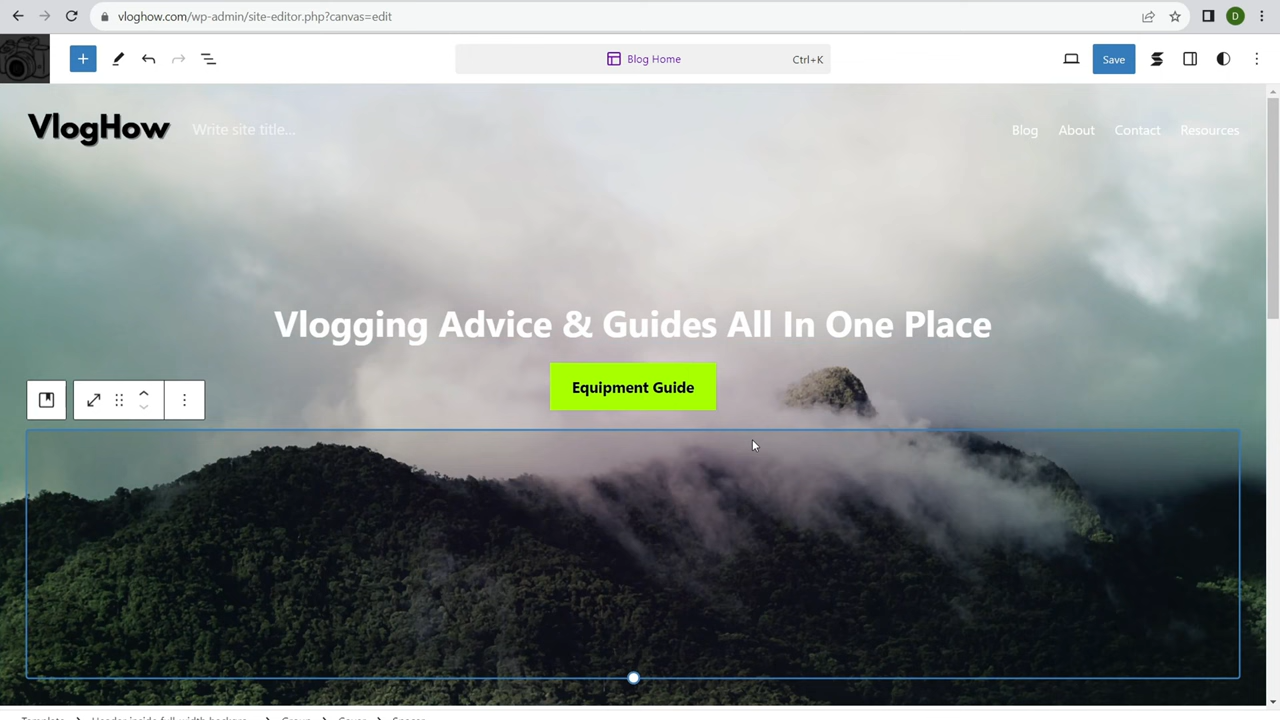 vloghow.com/wp-admin/site-editor.php?canvas=edit
D
Blog Home
Ctrl+K
Save
VlogHow
Write site title...
Blog
About
Contact
Resources
Vlogging Advice & Guides All In One Place
Equipment Guide